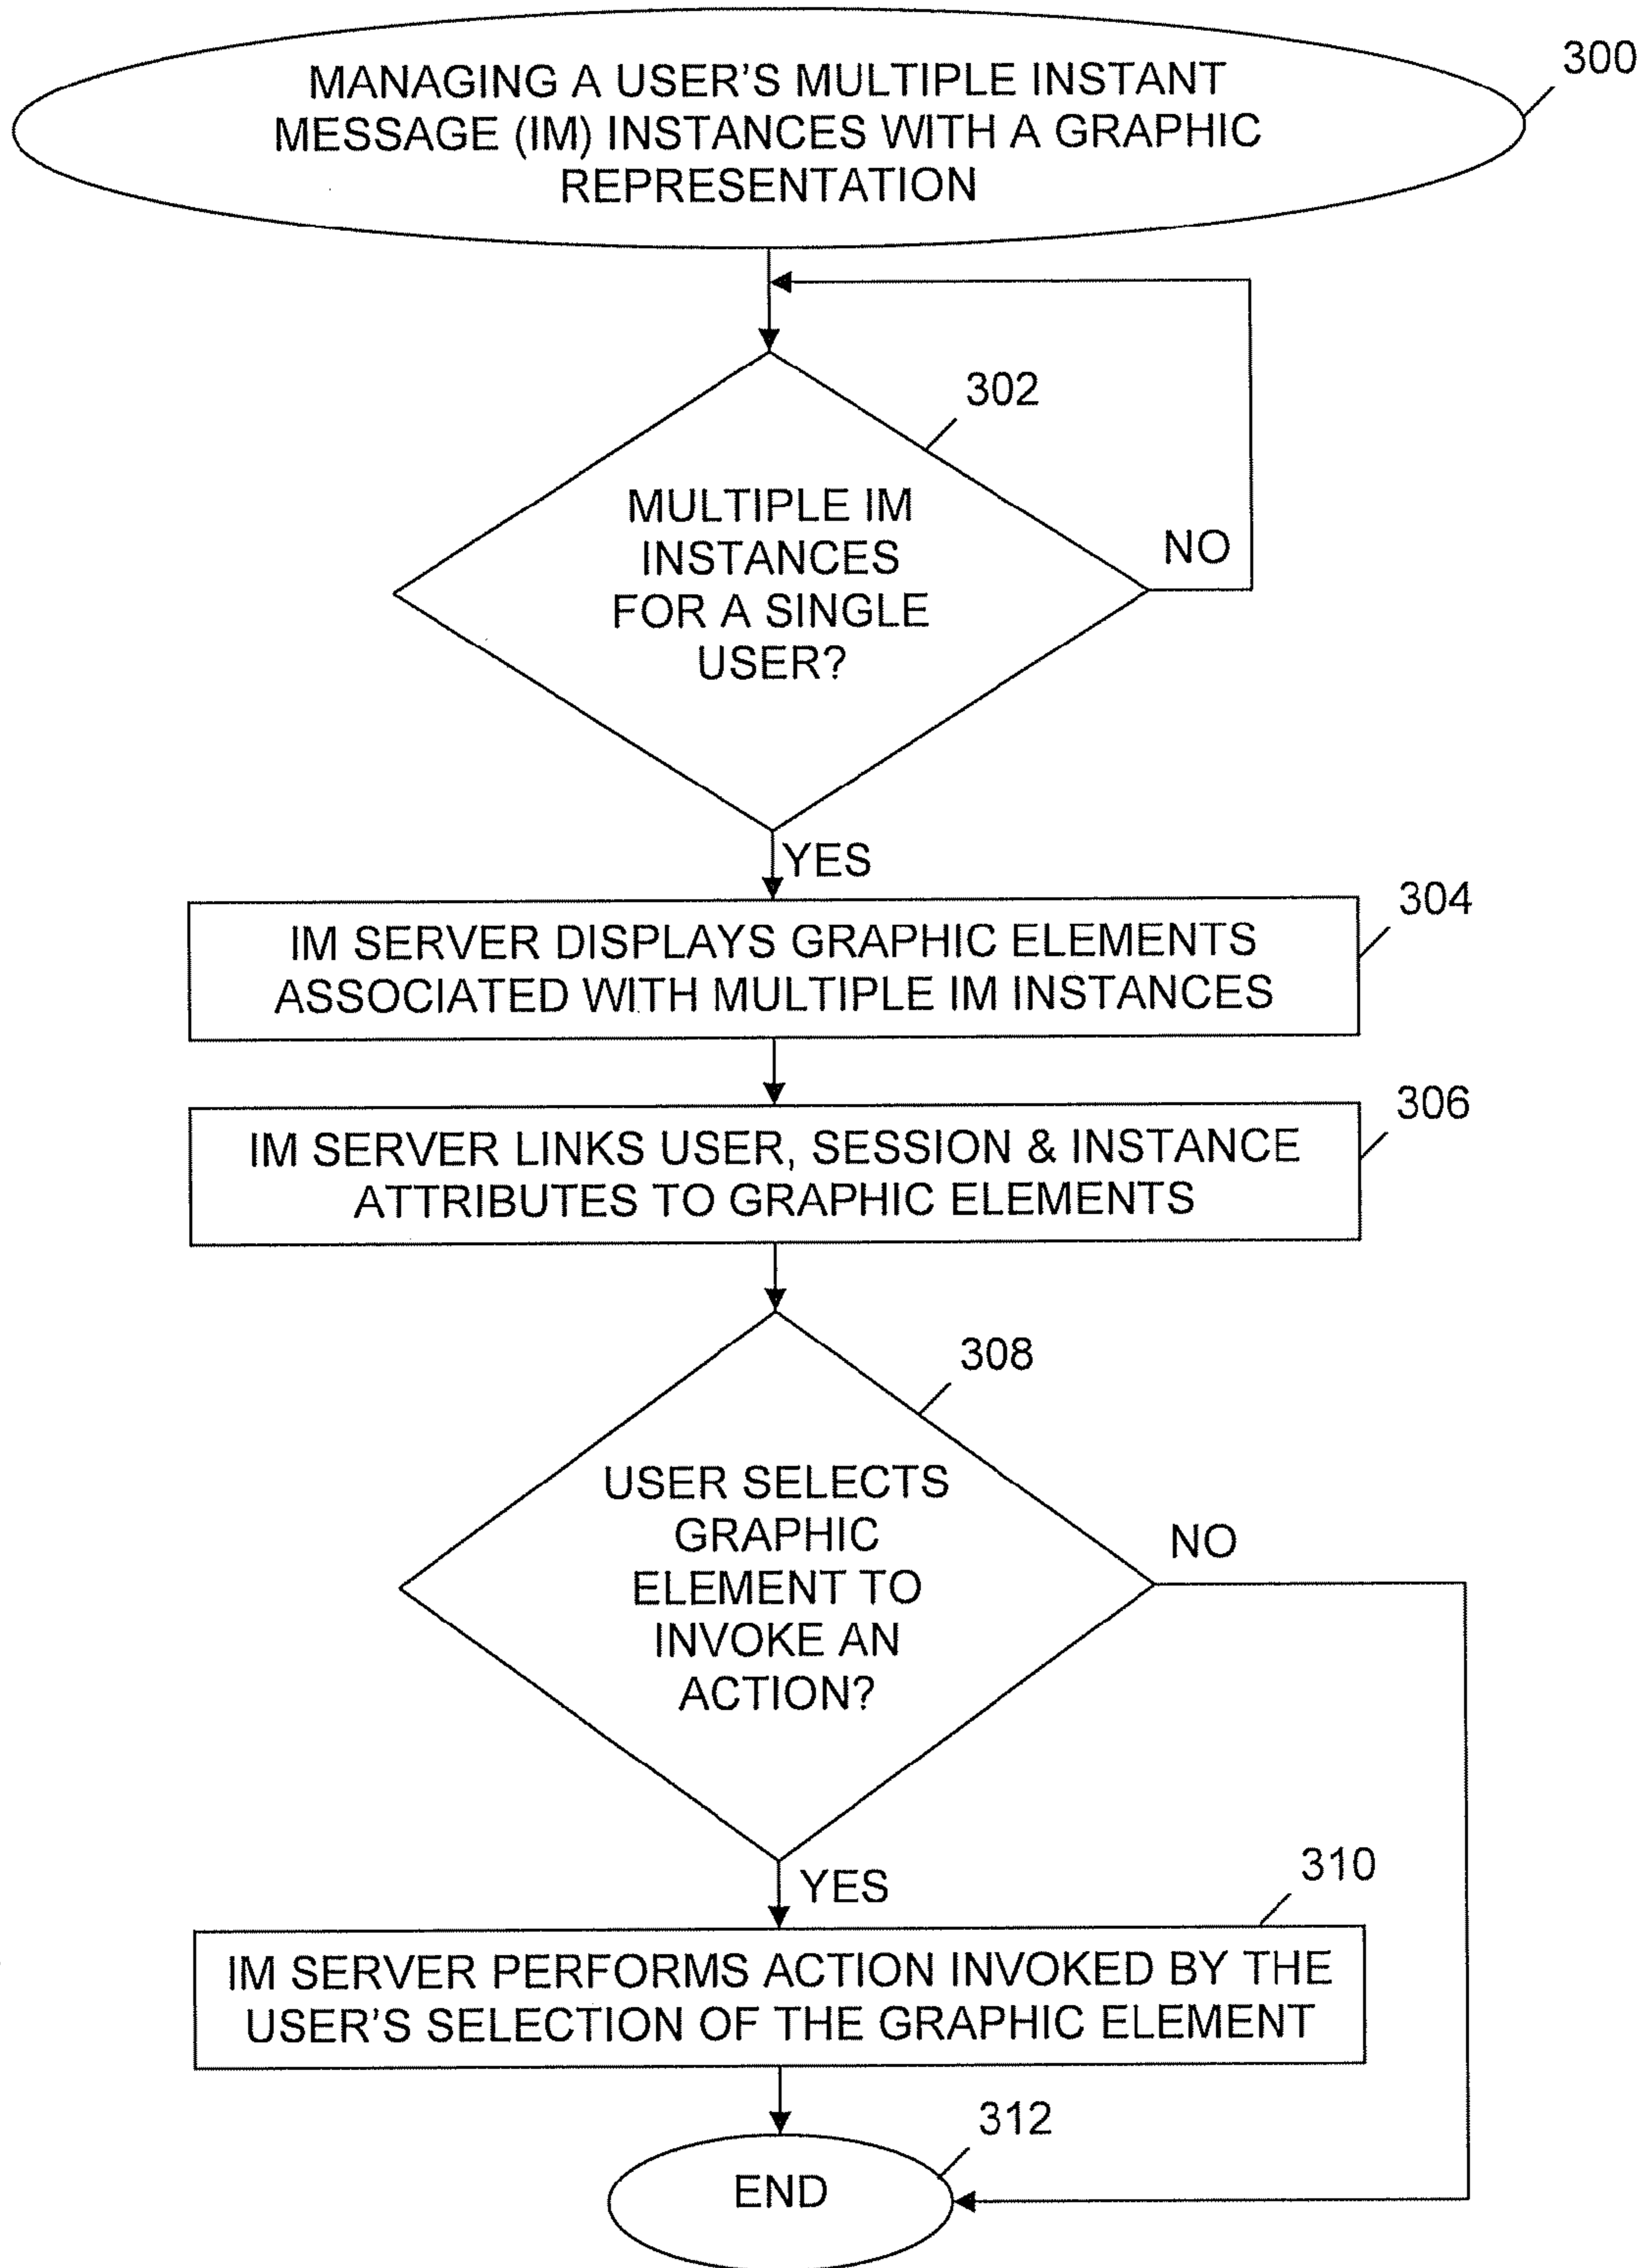 300
MANAGING A USER'S MULTIPLE INSTANT
MESSAGE (IM) INSTANCES WITH A GRAPHIC
REPRESENTATION
302
MULTIPLE IM
INSTANCES
FOR A SINGLE
USER?
NO
YES
304
IM SERVER DISPLAYS GRAPHIC ELEMENTS
ASSOCIATED WITH MULTIPLE IM INSTANCES
306
IM SERVER LINKS USER, SESSION & INSTANCE
ATTRIBUTES TO GRAPHIC ELEMENTS
308
USER SELECTS
GRAPHIC
ELEMENT TO
INVOKE AN
ACTION?
NO
YES
310
IM SERVER PERFORMS ACTION INVOKED BY THE
USER'S SELECTION OF THE GRAPHIC ELEMENT
312
END